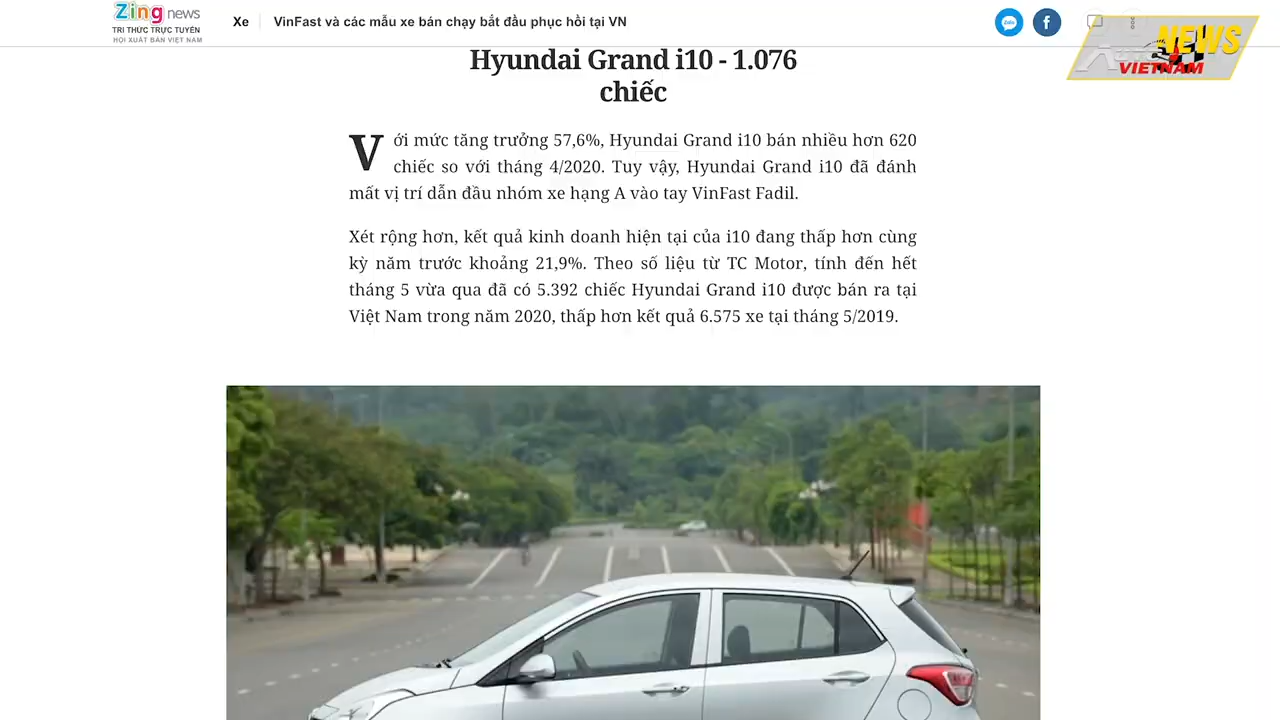 Zing news
TRI THỨC TRỰC TUYẾN
HỘI XUẤT BẢN VIỆT NAM
Xe
VinFast và các mẫu xe bán chạy bắt đầu phục hồi tại VN
Zalo
f
NEWS
VIETNAM
Hyundai Grand i10 - 1.076
chiếc
Với mức tăng trưởng 57,6%, Hyundai Grand i10 bán nhiều hơn 620
chiếc so với tháng 4/2020. Tuy vậy, Hyundai Grand i10 đã đánh
mất vị trí dẫn đầu nhóm xe hạng A vào tay VinFast Fadil.
Xét rộng hơn, kết quả kinh doanh hiện tại của i10 đang thấp hơn cùng
kỳ năm trước khoảng 21,9%. Theo số liệu từ TC Motor, tính đến hết
tháng 5 vừa qua đã có 5.392 chiếc Hyundai Grand i10 được bán ra tại
Việt Nam trong năm 2020, thấp hơn kết quả 6.575 xe tại tháng 5/2019.